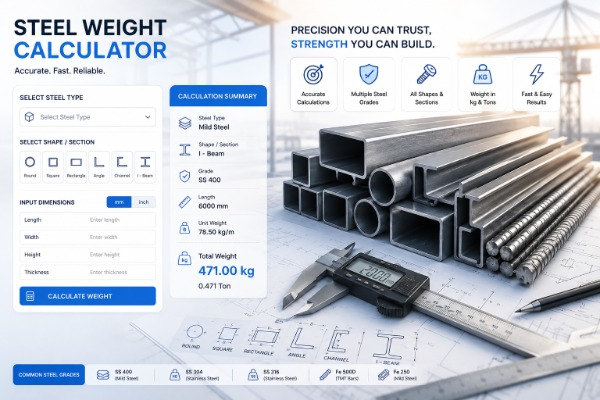 STEEL WEIGHT
CALCULATOR
Accurate. Fast. Reliable.
PRECISION YOU CAN TRUST,
STRENGTH YOU CAN BUILD.
Accurate
Calculations
Multiple Steel
Grades
All Shapes &
Sections
KG
Weight in
kg & Tons
Fast & Easy
Results
SELECT STEEL TYPE
Select Steel Type
SELECT SHAPE / SECTION
Round
Square
Rectangle
Angle
Channel
I - Beam
INPUT DIMENSIONS
mm
inch
Length
Enter length
Width
Enter width
Height
Enter height
Thickness
Enter thickness
CALCULATE WEIGHT
CALCULATION SUMMARY
Steel Type
Mild Steel
Shape / Section
I - Beam
Grade
SS 400
Length
6000 mm
Unit Weight
78.50 kg/m
kg
Total Weight
471.00 kg
0.471 Ton
ROUND
SQUARE
RECTANGLE
ANGLE
CHANNEL
I - BEAM
COMMON STEEL GRADES
SS 400
(Mild Steel)
SS 304
(Stainless Steel)
SS 316
(Stainless Steel)
Fe 500D
(TMT Bars)
Fe 250
(Mild Steel)